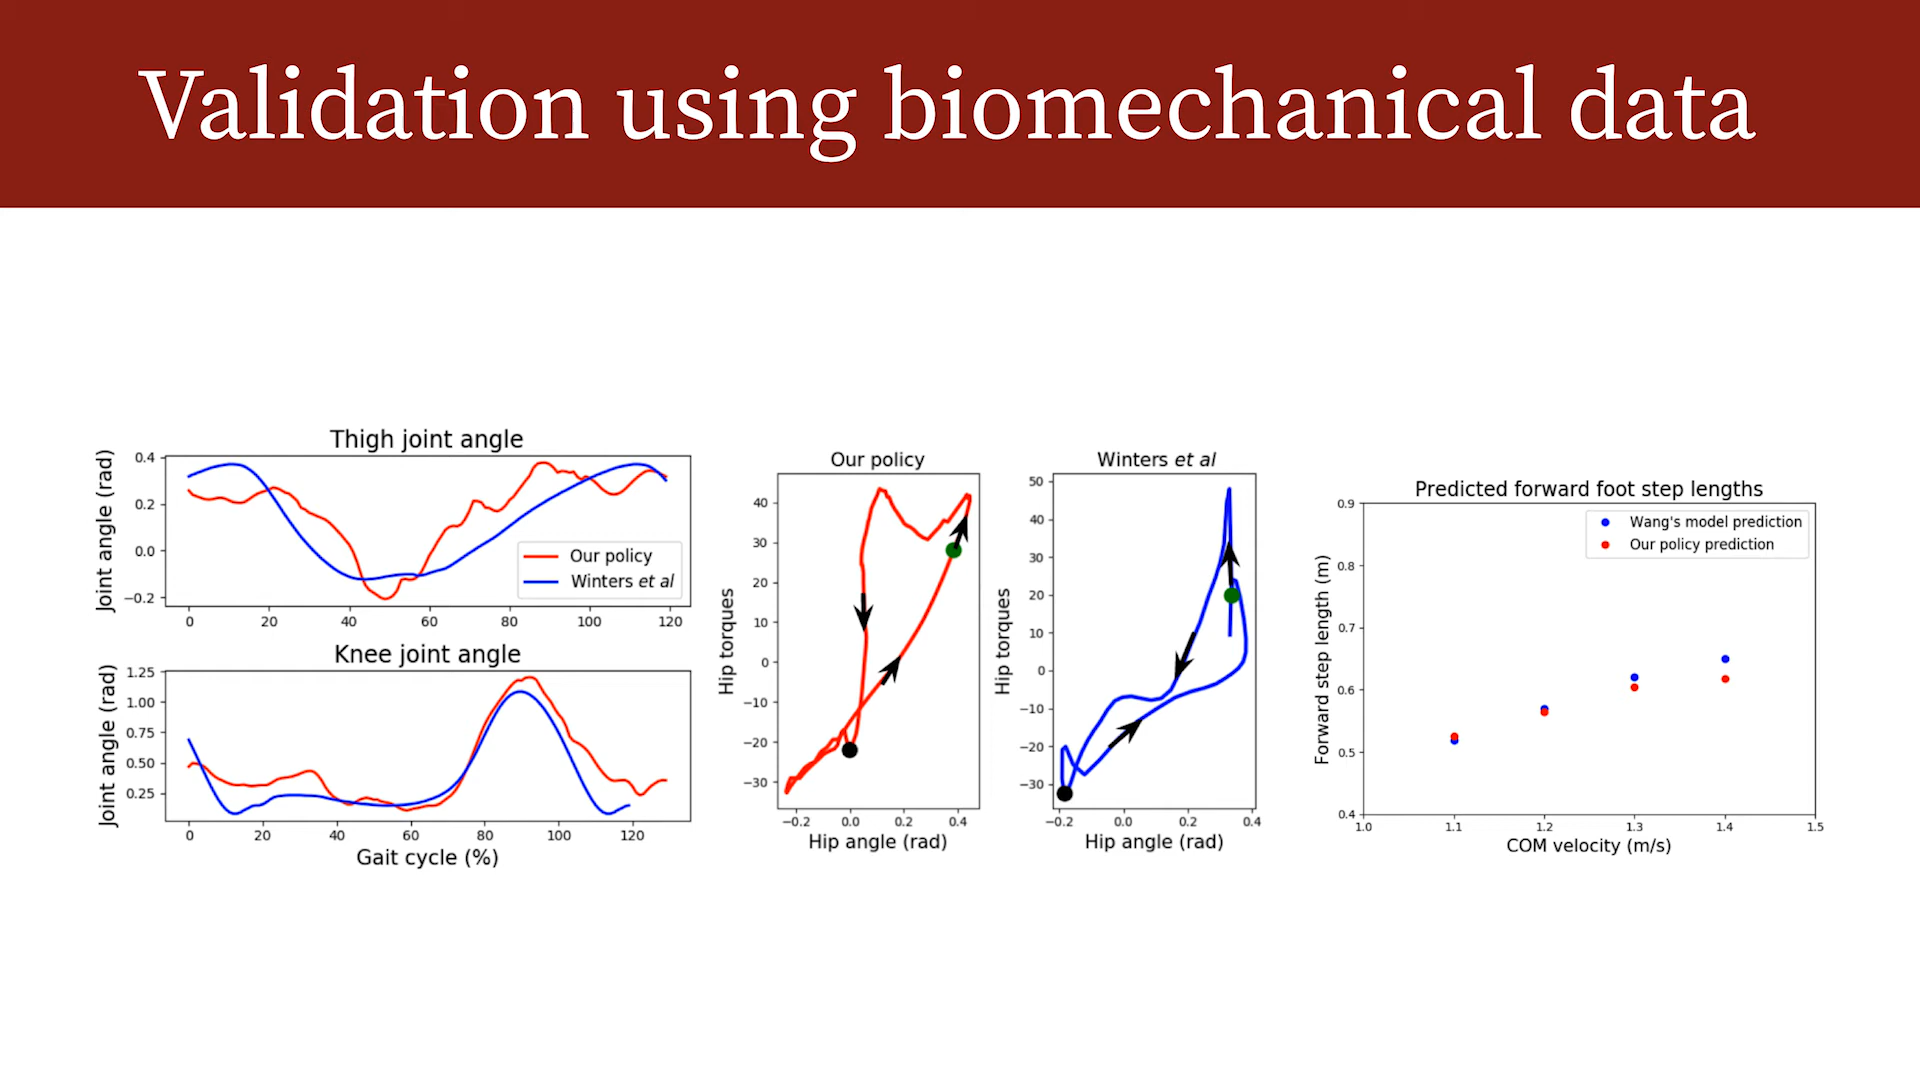 Validation using biomechanical data
Thigh joint angle
Joint angle (rad)
0.4
0.2
0.0
−0.2
Our policy
Winters et al
0 20 40 60 80 100 120
Knee joint angle
Joint angle (rad)
1.25
1.00
0.75
0.50
0.25
0 20 40 60 80 100 120
Gait cycle (%)
Our policy
Hip torques
40
30
20
10
0
−10
−20
−30
−0.2 0.0 0.2 0.4
Hip angle (rad)
Winters et al
Hip torques
50
40
30
20
10
0
−10
−20
−30
−0.2 0.0 0.2 0.4
Hip angle (rad)
Predicted forward foot step lengths
Forward step length (m)
0.9
0.8
0.7
0.6
0.5
0.4
Wang's model prediction
Our policy prediction
1.0 1.1 1.2 1.3 1.4 1.5
COM velocity (m/s)